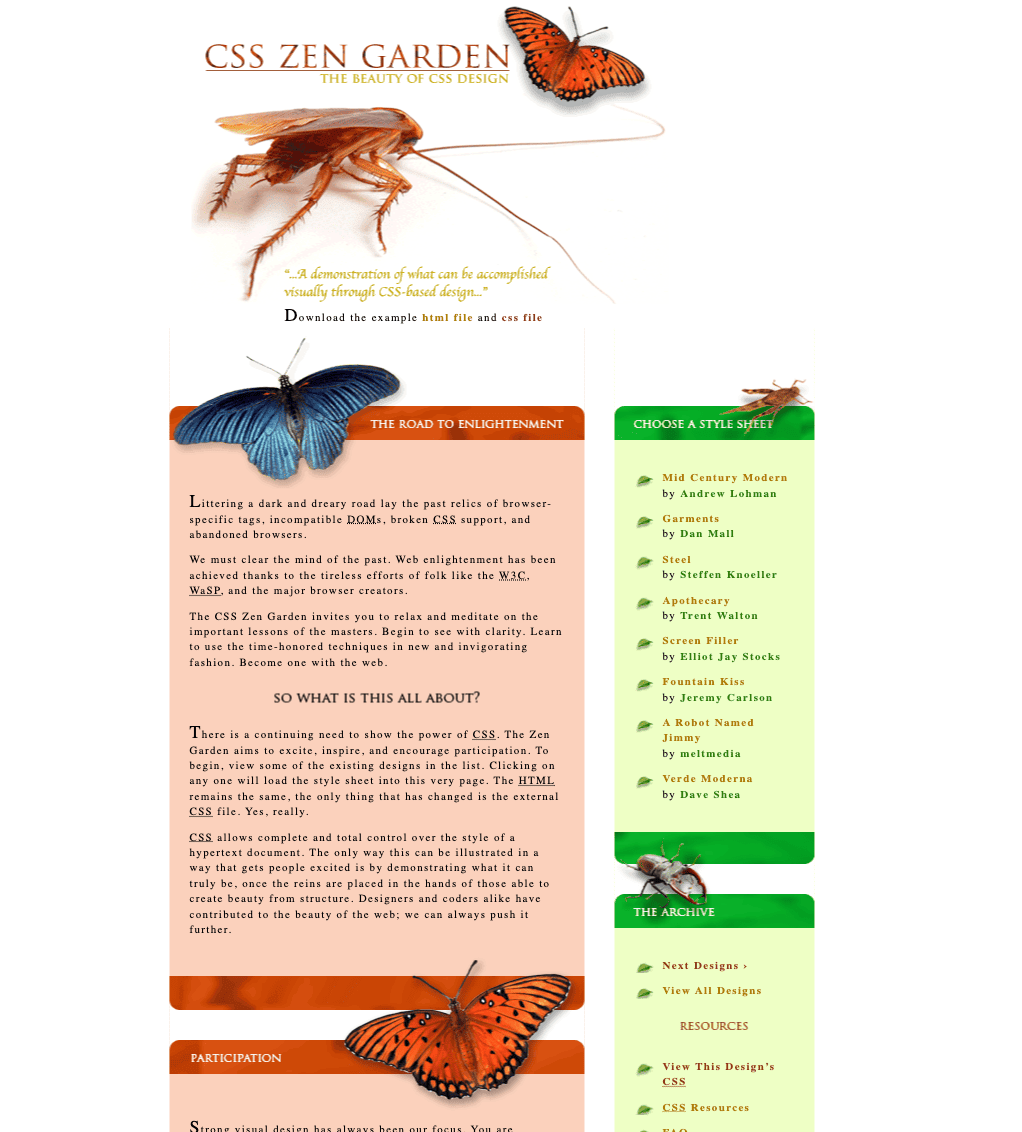 CSS ZEN GARDEN
THE BEAUTY OF CSS DESIGN
“...A demonstration of what can be accomplished
visually through CSS-based design...”
Download the example html file and css file
THE ROAD TO ENLIGHTENMENT
Littering a dark and dreary road lay the past relics of browser-
specific tags, incompatible DOMs, broken CSS support, and
abandoned browsers.
We must clear the mind of the past. Web enlightenment has been
achieved thanks to the tireless efforts of folk like the W3C,
WaSP, and the major browser creators.
The CSS Zen Garden invites you to relax and meditate on the
important lessons of the masters. Begin to see with clarity. Learn
to use the time-honored techniques in new and invigorating
fashion. Become one with the web.
SO WHAT IS THIS ALL ABOUT?
There is a continuing need to show the power of CSS. The Zen
Garden aims to excite, inspire, and encourage participation. To
begin, view some of the existing designs in the list. Clicking on
any one will load the style sheet into this very page. The HTML
remains the same, the only thing that has changed is the external
CSS file. Yes, really.
CSS allows complete and total control over the style of a
hypertext document. The only way this can be illustrated in a
way that gets people excited is by demonstrating what it can
truly be, once the reins are placed in the hands of those able to
create beauty from structure. Designers and coders alike have
contributed to the beauty of the web; we can always push it
further.
PARTICIPATION
Strong visual design has always been our focus. You are
CHOOSE A STYLE SHEET
Mid Century Modern
by Andrew Lohman
Garments
by Dan Mall
Steel
by Steffen Knoeller
Apothecary
by Trent Walton
Screen Filler
by Elliot Jay Stocks
Fountain Kiss
by Jeremy Carlson
A Robot Named
Jimmy
by meltmedia
Verde Moderna
by Dave Shea
THE ARCHIVE
Next Designs ›
View All Designs
RESOURCES
View This Design’s
CSS
CSS Resources
FAQ